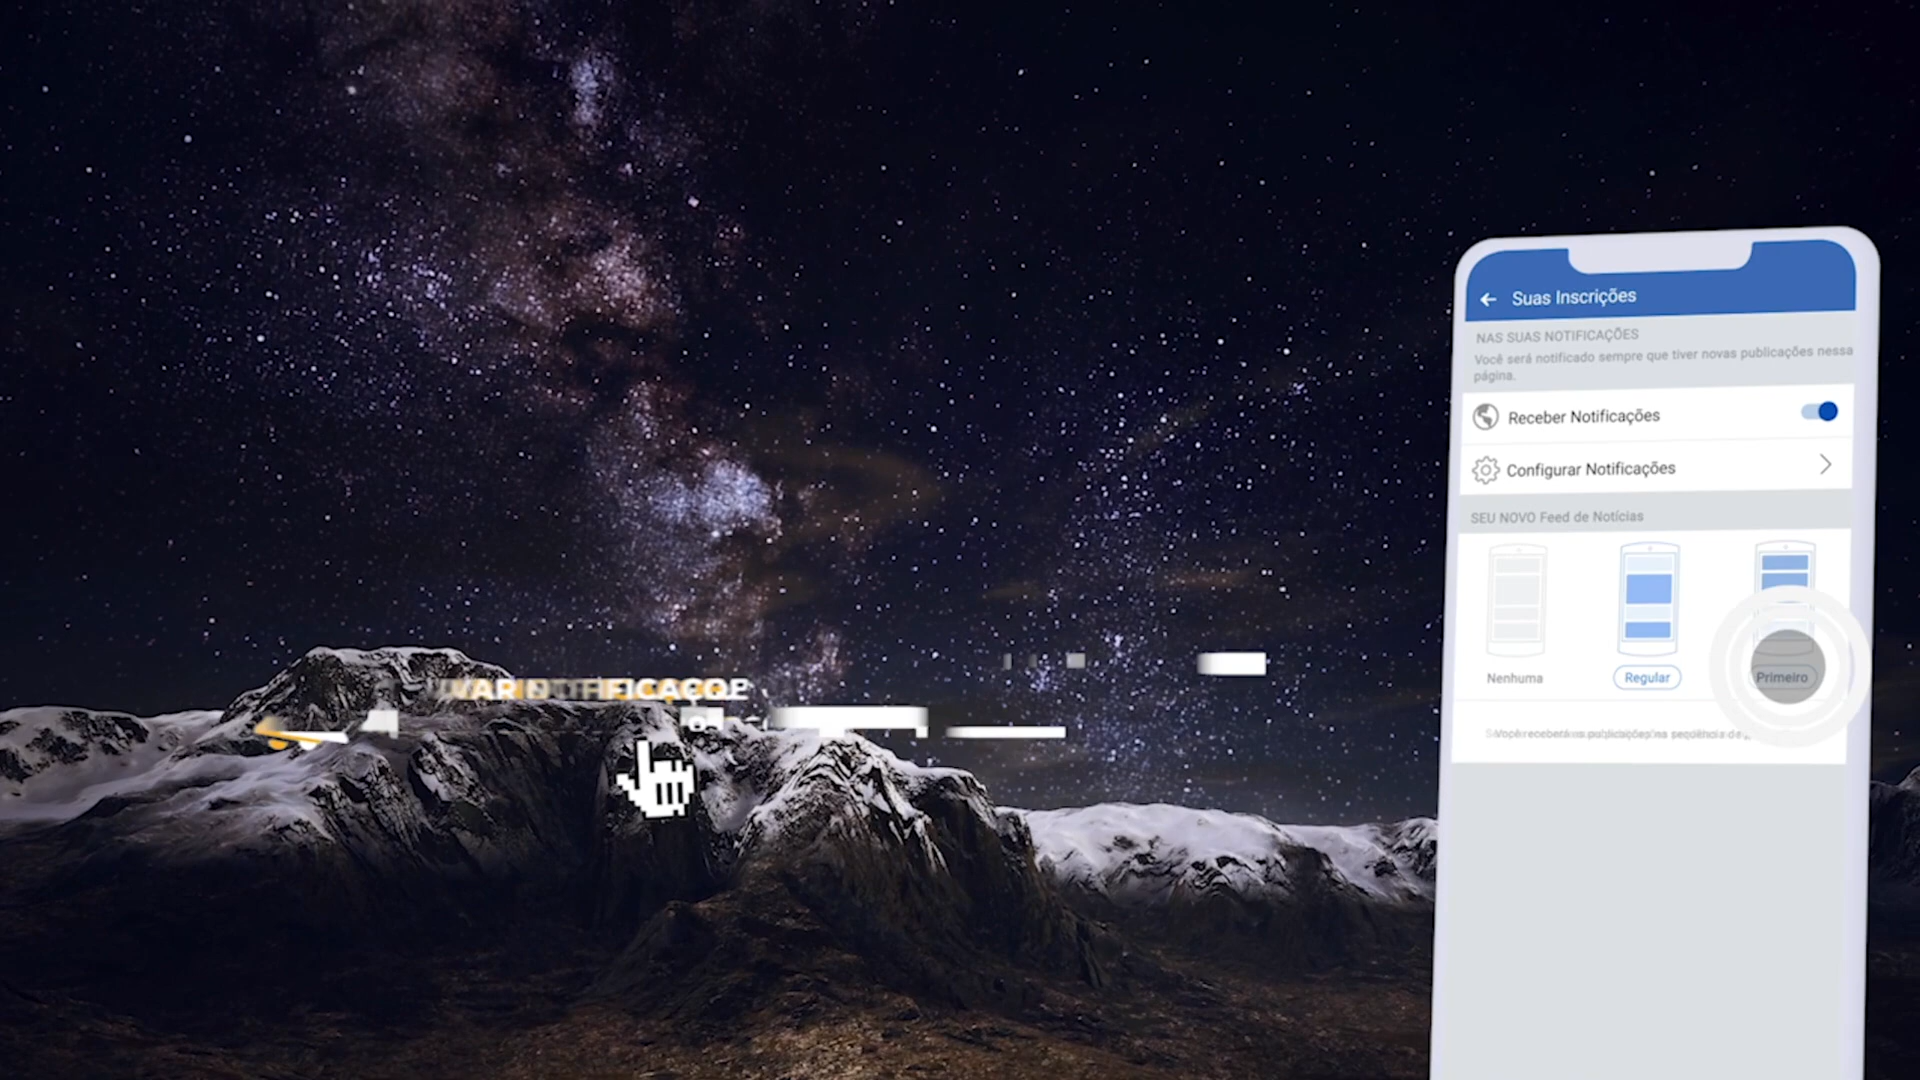 Suas Inscrições
NAS SUAS NOTIFICAÇÕES
Você será notificado sempre que tiver novas publicações nessa
página.
Receber Notificações
Configurar Notificações
SEU NOVO Feed de Notícias
Nenhuma
Regular
Primeiro